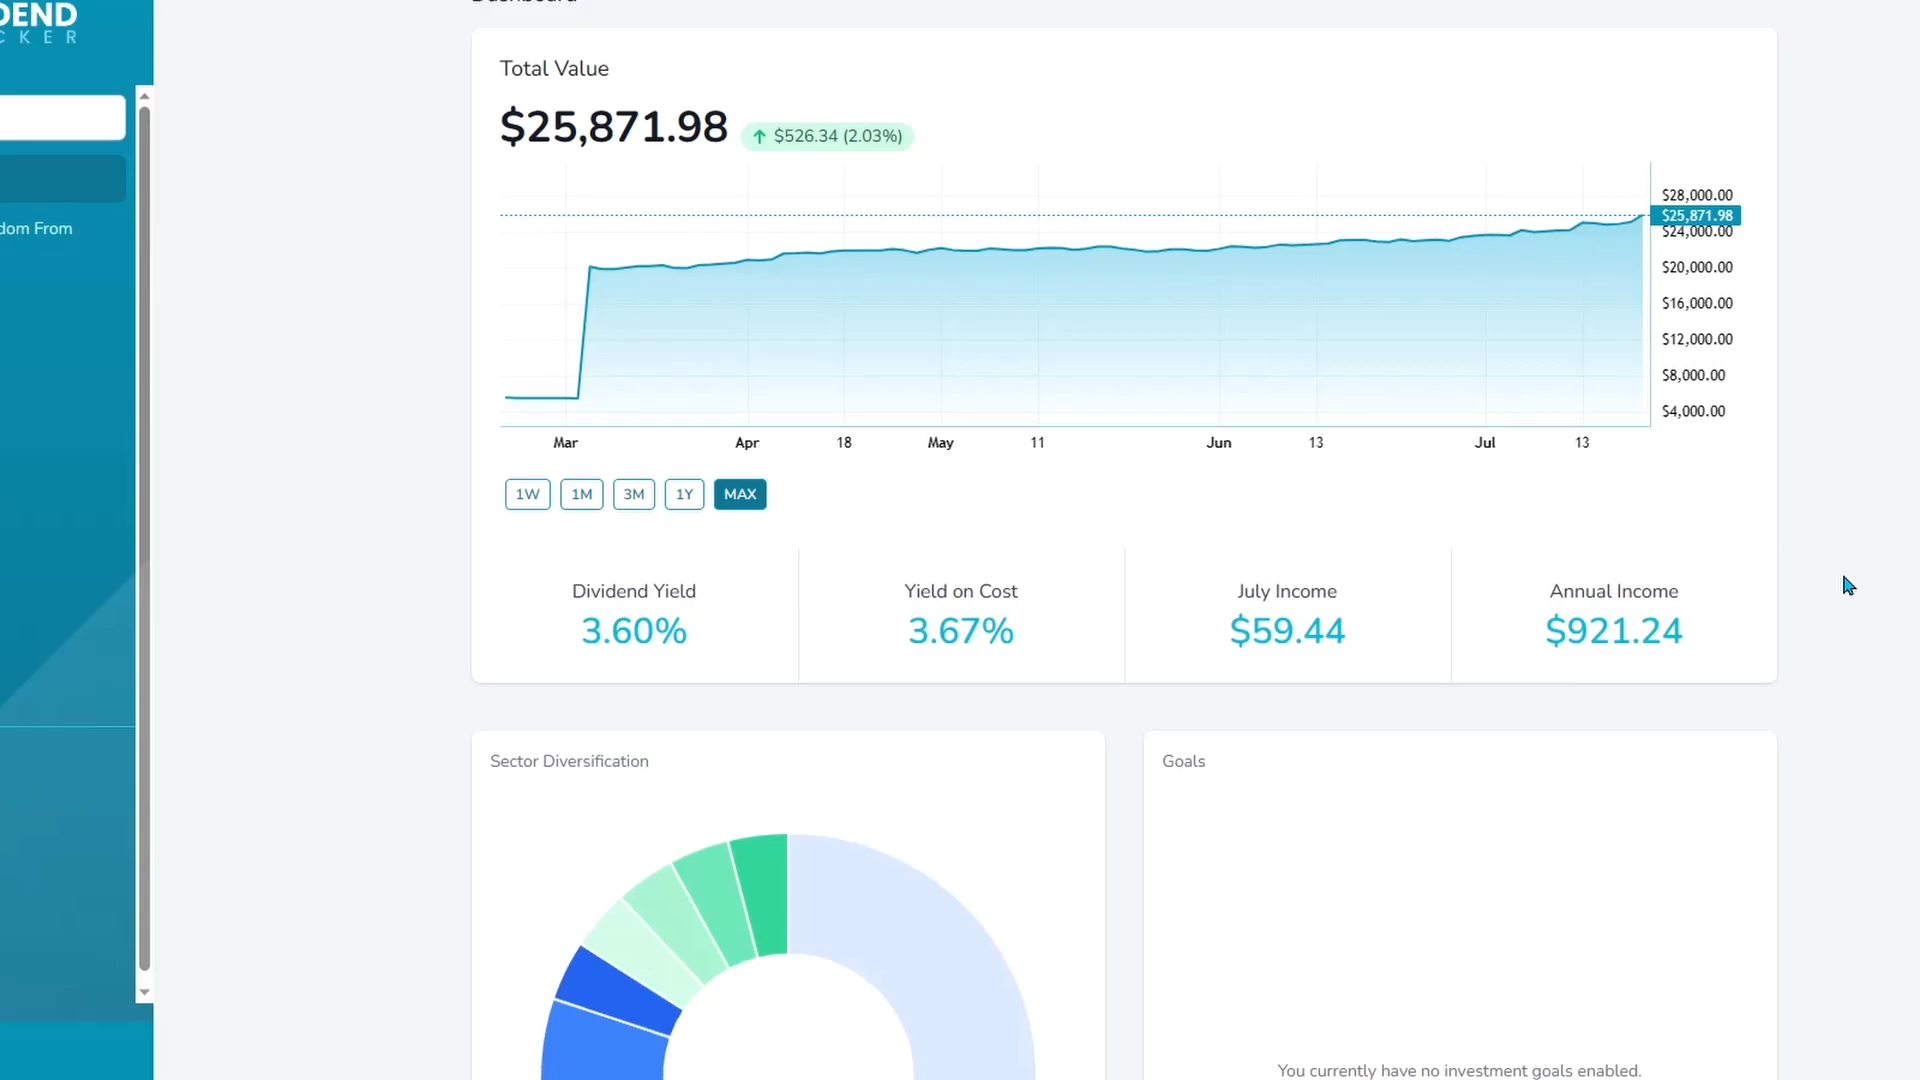 DEND
CKER
dom From
Dashboard
Total Value
$25,871.98
$526.34 (2.03%)
$28,000.00
$25,871.98
$24,000.00
$20,000.00
$16,000.00
$12,000.00
$8,000.00
$4,000.00
Mar Apr 18 May 11 Jun 13 Jul 13
1W 1M 3M 1Y MAX
Dividend Yield
3.60%
Yield on Cost
3.67%
July Income
$59.44
Annual Income
$921.24
Sector Diversification
Goals
You currently have no investment goals enabled.